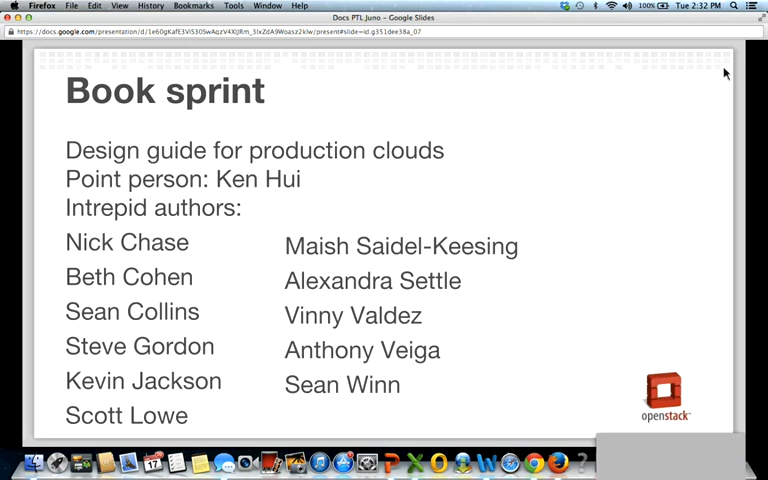 Firefox File Edit View History Bookmarks Tools Window Help 100% Tue 2:32 PM
Docs PTL Juno – Google Slides
Book sprint
Design guide for production clouds
Point person: Ken Hui
Intrepid authors:
Nick Chase
Beth Cohen
Sean Collins
Steve Gordon
Kevin Jackson
Scott Lowe
Maish Saidel-Keesing
Alexandra Settle
Vinny Valdez
Anthony Veiga
Sean Winn
openstack
17